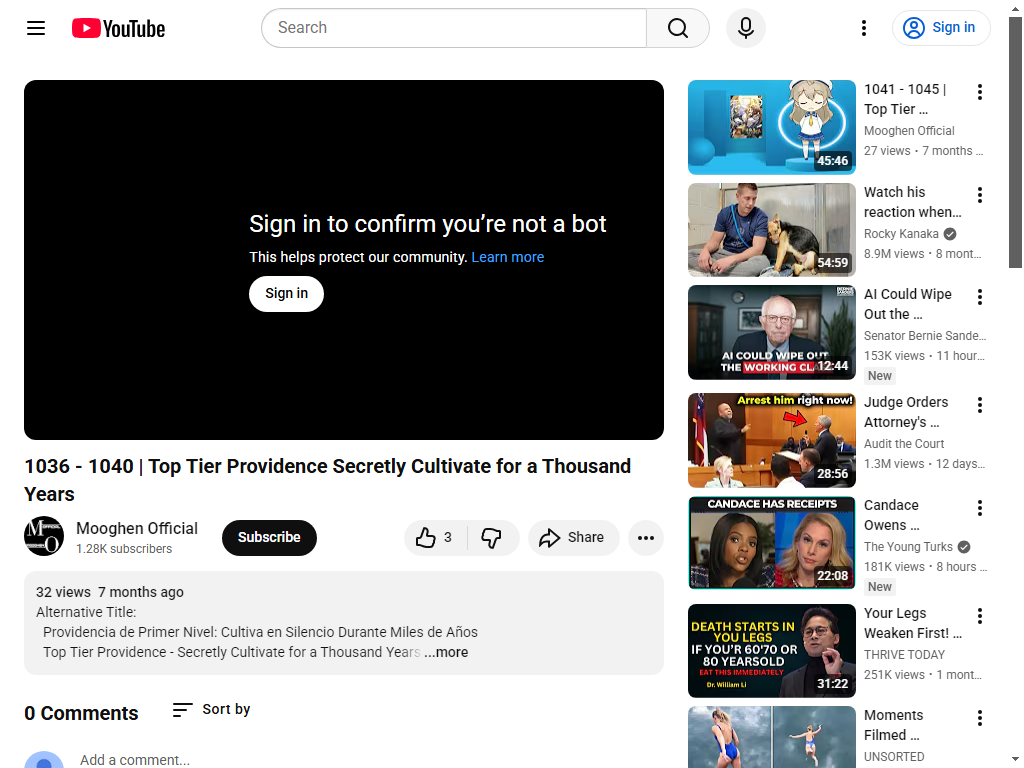 YouTube
Search
Sign in
Sign in to confirm you’re not a bot
This helps protect our community. Learn more
Sign in
1036 - 1040 | Top Tier Providence Secretly Cultivate for a Thousand
Years
Mooghen Official
1.28K subscribers
Subscribe
3
Share
32 views 7 months ago
Alternative Title:
Providencia de Primer Nivel: Cultiva en Silencio Durante Miles de Años
Top Tier Providence - Secretly Cultivate for a Thousand Years ...more
0 Comments
Sort by
Add a comment...
45:46
1041 - 1045 |
Top Tier ...
Mooghen Official
27 views • 7 months ...
54:59
Watch his
reaction when...
Rocky Kanaka
8.9M views • 8 mont...
AI COULD WIPE OUT
THE WORKING CL
12:44
AI Could Wipe
Out the ...
Senator Bernie Sande...
153K views • 11 hour...
New
Arrest him right now!
28:56
Judge Orders
Attorney's ...
Audit the Court
1.3M views • 12 days...
CANDACE HAS RECEIPTS
22:08
Candace
Owens ...
The Young Turks
181K views • 8 hours ...
New
DEATH STARTS IN
YOU LEGS
IF YOU'R 60'70 OR
80 YEARSOLD
EAT THIS IMMEDIATELY
Dr. William Li
31:22
Your Legs
Weaken First! ...
THRIVE TODAY
251K views • 1 mont...
Moments
Filmed ...
UNSORTED